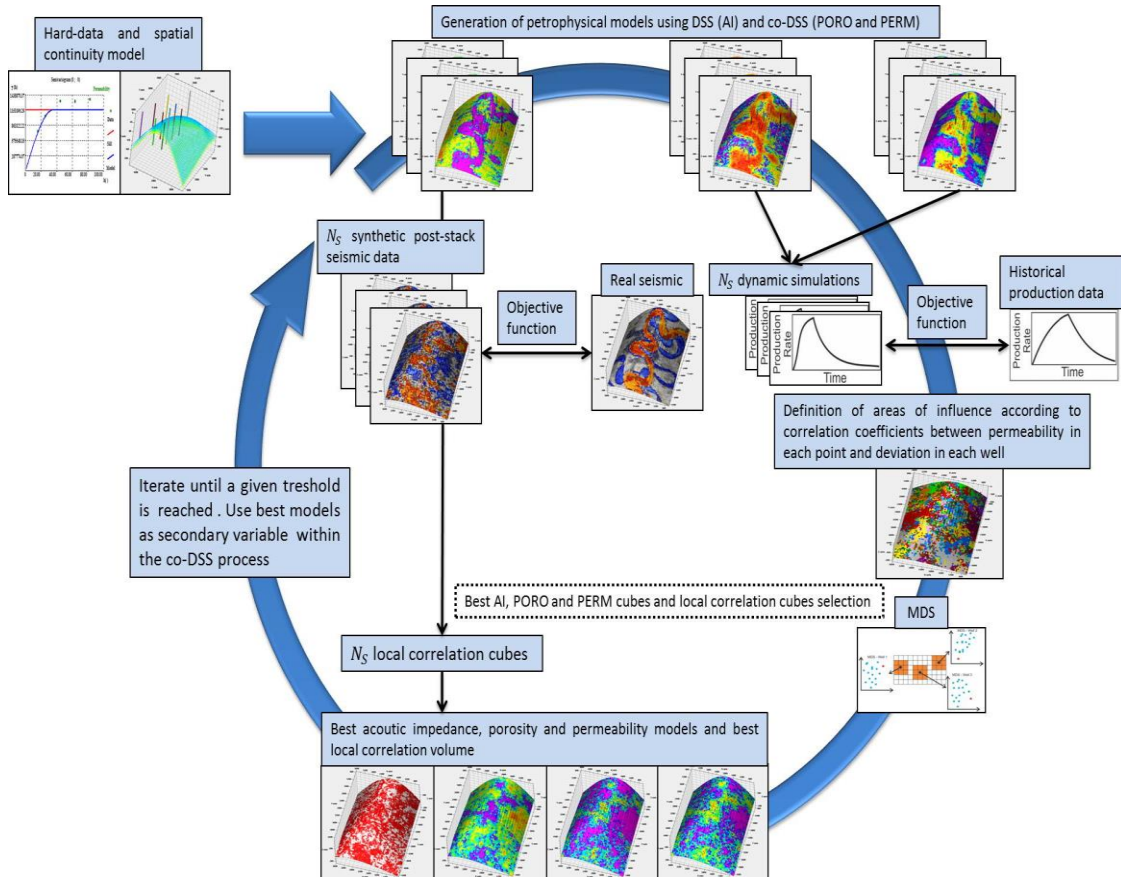 Generation of petrophysical models using DSS (AI) and co-DSS (PORO and PERM)
Hard-data and spatial
continuity model
N_S synthetic post-stack
seismic data
Objective
function
Real seismic
N_S dynamic simulations
Production
Rate
Time
Objective
function
Historical
production data
Production
Rate
Time
Definition of areas of influence according to
correlation coefficients between permeability in
each point and deviation in each well
Iterate until a given treshold
is reached . Use best models
as secondary variable within
the co-DSS process
Best AI, PORO and PERM cubes and local correlation cubes selection
MDS
N_S local correlation cubes
Best acoutic impedance, porosity and permeability models and best
local correlation volume